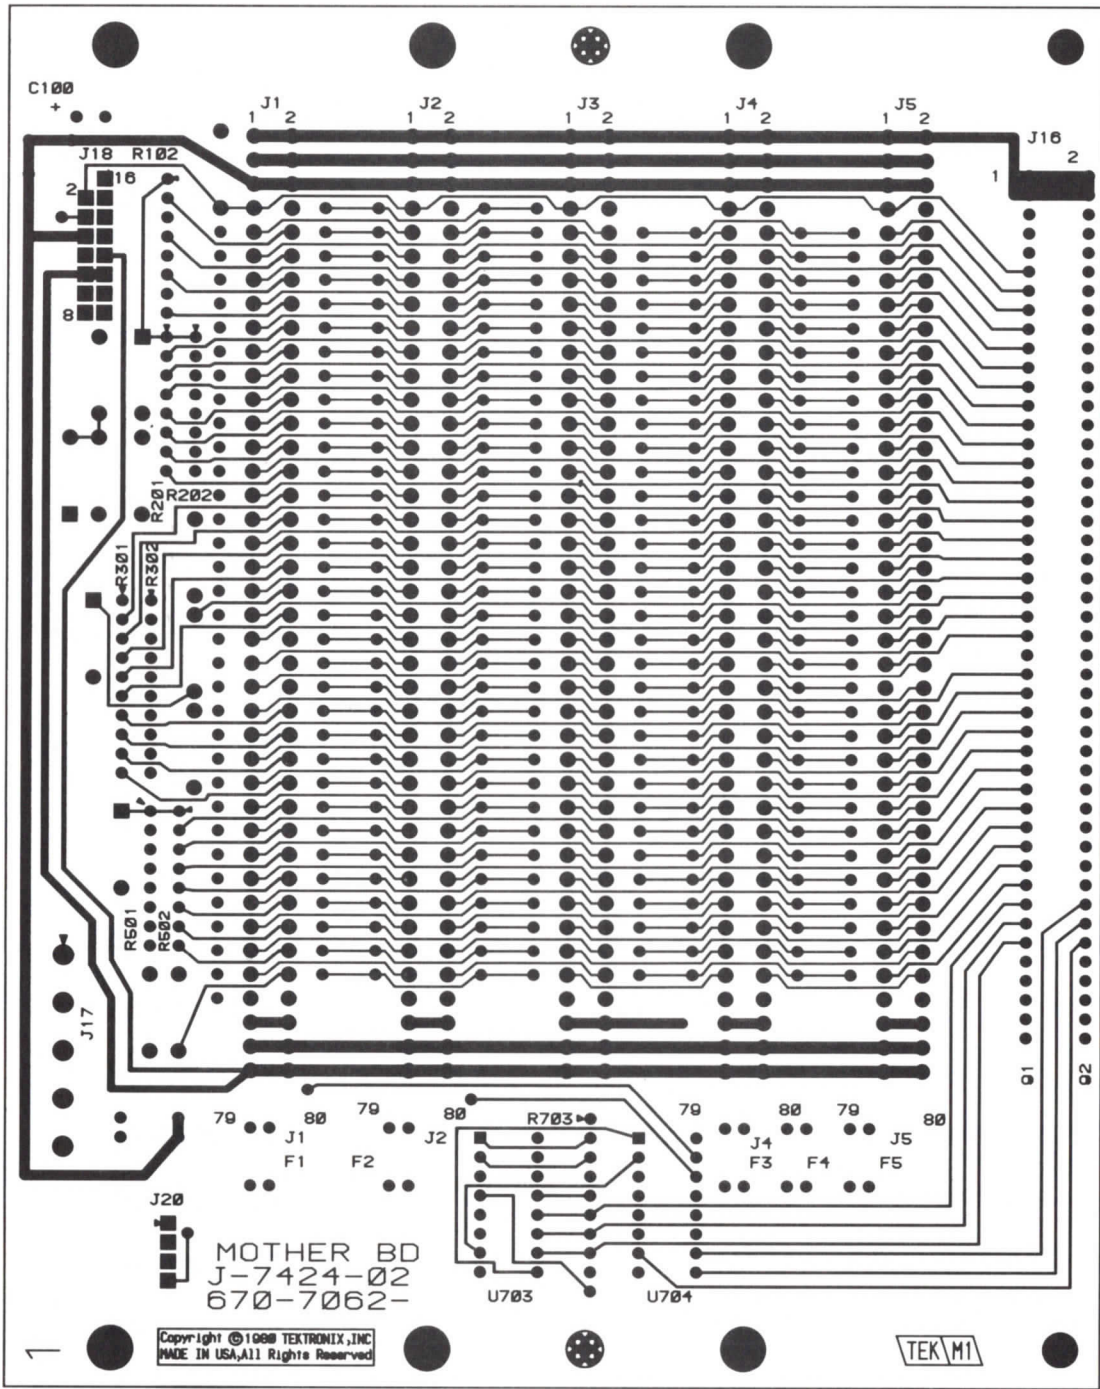 C100
+
J1 J2 J3 J4 J5
1 2 1 2 1 2 1 2 1 2
J16
2
1
J18 R102
16
2
8
R201
R202
R301
R302
R501
R502
J17
Q1
Q2
79 80 79 80 R703 79 80 79 80
J1 J2 J4 J5
F1 F2 F3 F4 F5
J20
U703 U704
MOTHER BD
J-7424-02
670-7062-
Copyright ©1980 TEKTRONIX,INC
MADE IN USA,All Rights Reserved
1
TEK M1